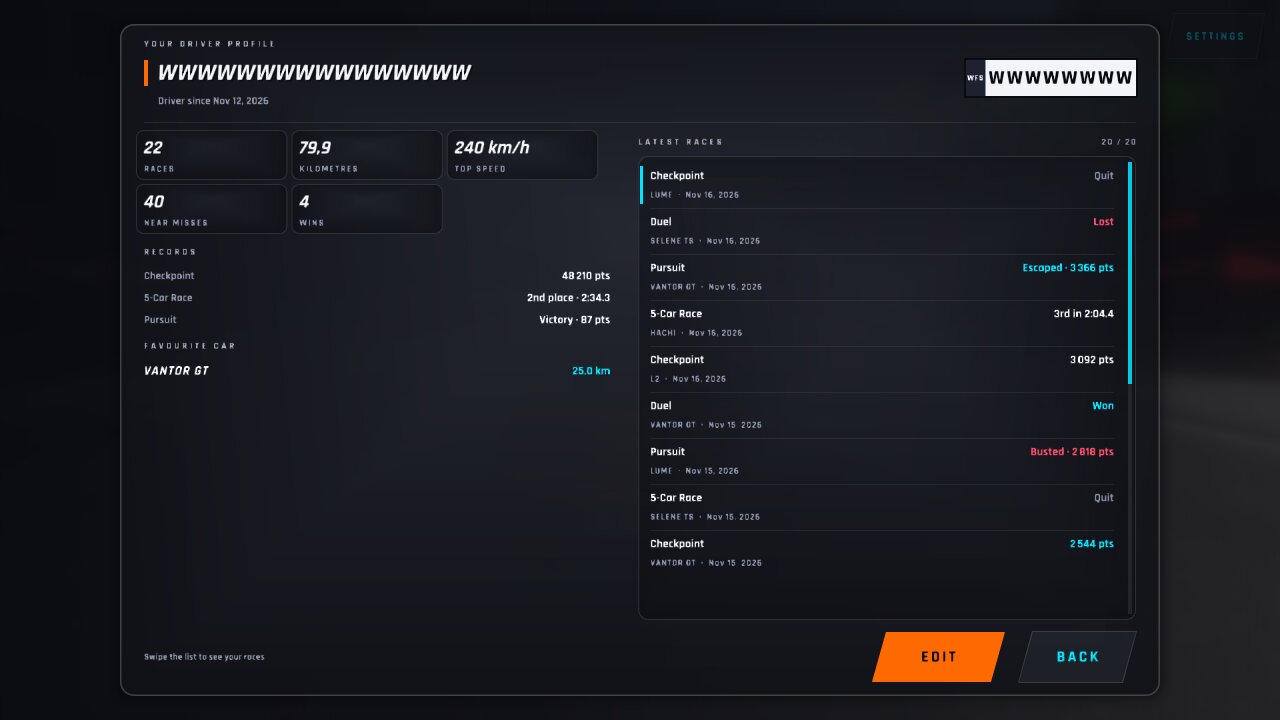 SETTINGS
YOUR DRIVER PROFILE
WWWWWWWWWWWWWWWW
WFS WWWWWWWW
Driver since Nov 12, 2026
22
RACES
79,9
KILOMETRES
240 km/h
TOP SPEED
40
NEAR MISSES
4
WINS
RECORDS
Checkpoint 48 210 pts
5-Car Race 2nd place · 2:34.3
Pursuit Victory · 87 pts
FAVOURITE CAR
VANTOR GT 25.0 km
LATEST RACES 20 / 20
Checkpoint Quit
LUME · Nov 16, 2026
Duel Lost
SELENE TS · Nov 16, 2026
Pursuit Escaped · 3 366 pts
VANTOR GT · Nov 16, 2026
5-Car Race 3rd in 2:04.4
HACHI · Nov 16, 2026
Checkpoint 3 092 pts
L2 · Nov 16, 2026
Duel Won
VANTOR GT · Nov 15, 2026
Pursuit Busted · 2 818 pts
LUME · Nov 15, 2026
5-Car Race Quit
SELENE TS · Nov 15, 2026
Checkpoint 2 544 pts
VANTOR GT · Nov 15, 2026
Swipe the list to see your races
EDIT
BACK